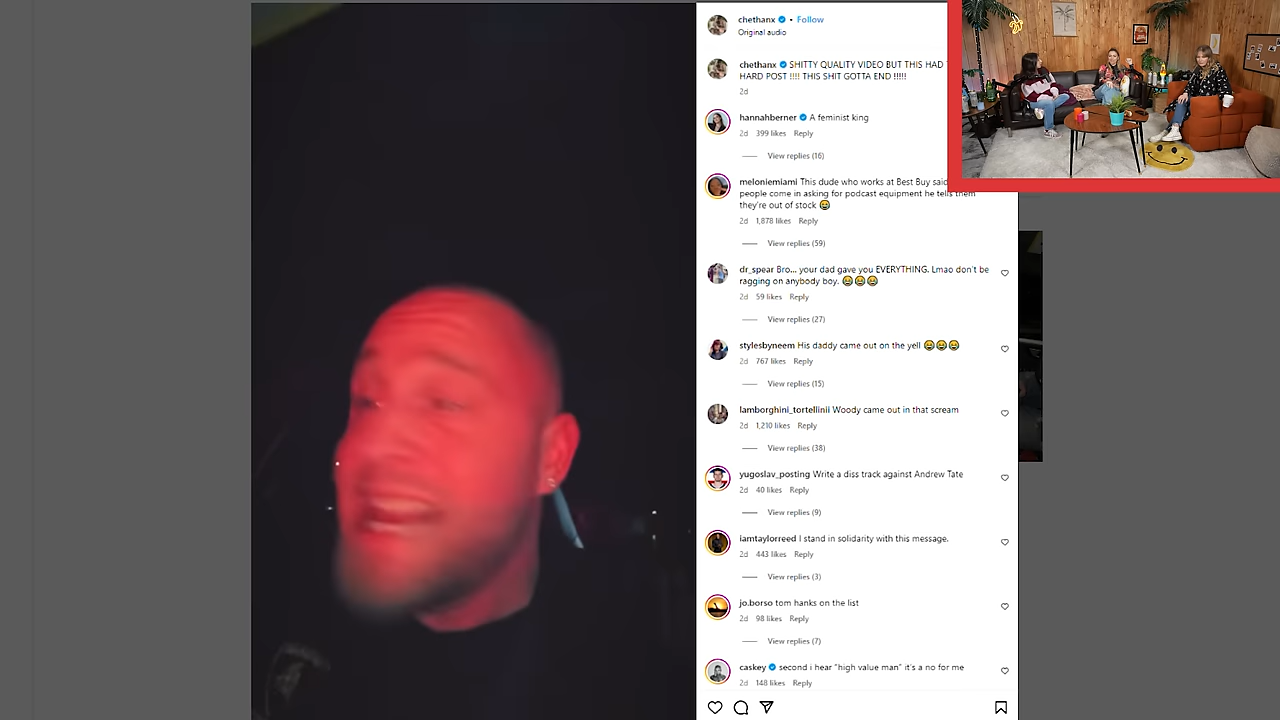 chethanx • Follow
Original audio
chethanx SHITTY QUALITY VIDEO BUT THIS HAD
HARD POST !!!! THIS SHIT GOTTA END !!!!!
2d
hannahberner A feminist king
2d 399 likes Reply
View replies (16)
meloniemiami This dude who works at Best Buy said
people come in asking for podcast equipment he tells them
they're out of stock 😂
2d 1,878 likes Reply
View replies (59)
dr_spear Bro... your dad gave you EVERYTHING. Lmao don't be
ragging on anybody boy. 😂😂😂
2d 59 likes Reply
View replies (27)
stylesbyneem His daddy came out on the yell 😂😂😂
2d 767 likes Reply
View replies (15)
lamborghini_tortellinii Woody came out in that scream
2d 1,210 likes Reply
View replies (38)
yugoslav_posting Write a diss track against Andrew Tate
2d 40 likes Reply
View replies (9)
iamtaylorreed I stand in solidarity with this message.
2d 443 likes Reply
View replies (3)
jo.borso tom hanks on the list
2d 98 likes Reply
View replies (7)
caskey second i hear "high value man" it's a no for me
2d 148 likes Reply